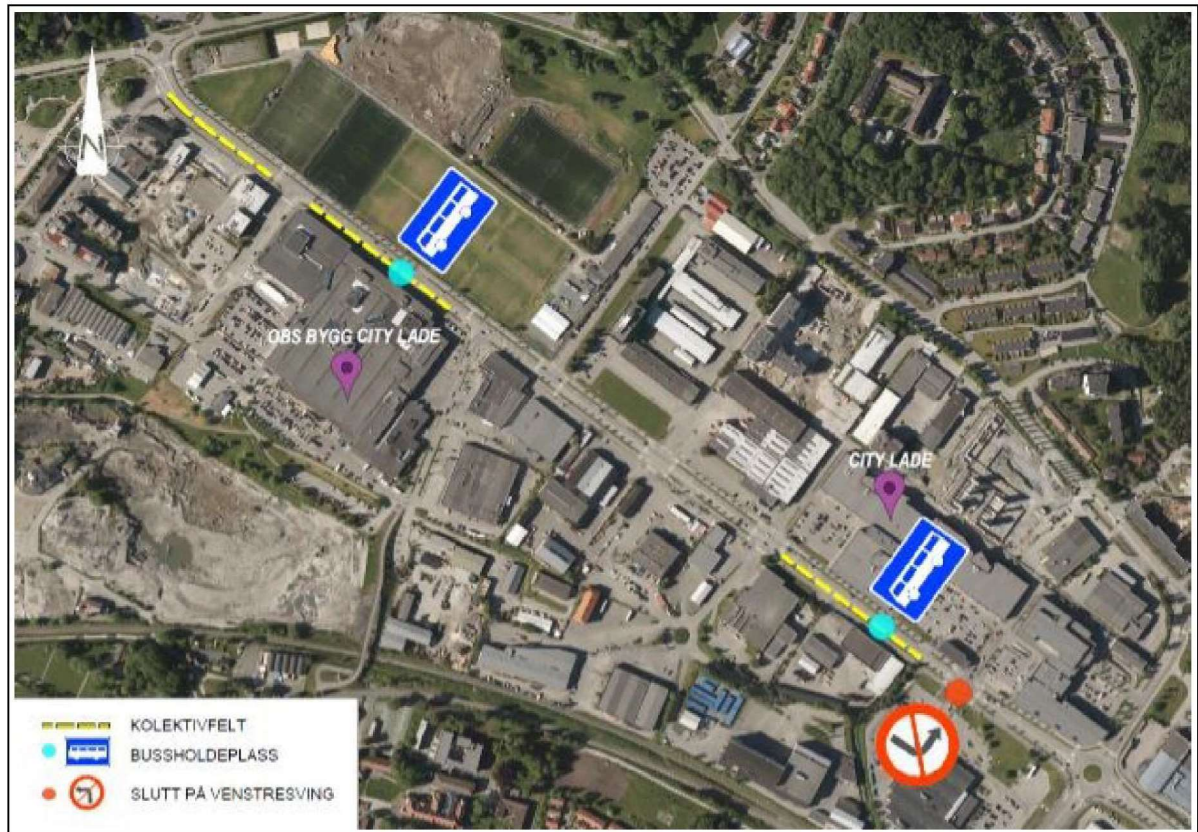 N
OBS BYGG CITY LADE
CITY LADE
KOLEKTIVFELT
BUSSHOLDEPLASS
SLUTT PÅ VENSTRESVING